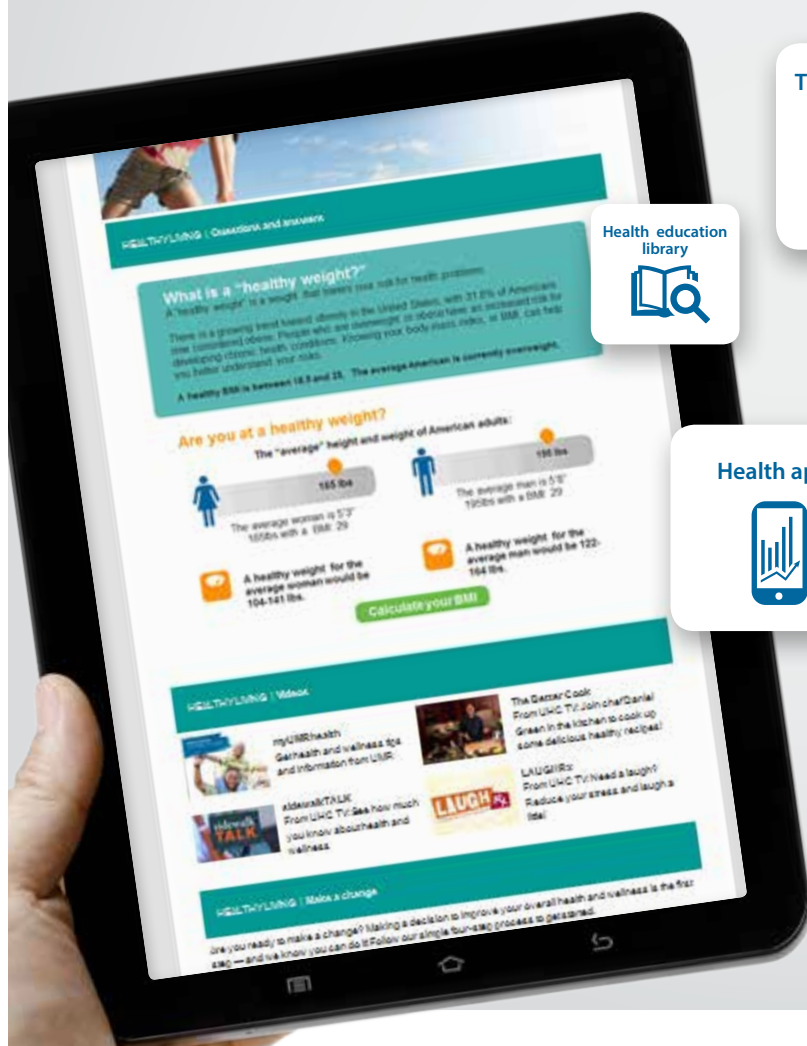 T
Health education
library
Health ap
HEALTHY LIVING | Questions and answers
What is a "healthy weight?"
A "healthy weight" is a weight that lowers your risk for health problems.
There is a growing trend toward obesity in the United States, with 31.8% of Americans
now considered obese. People who are overweight or obese have an increased risk for
developing chronic health conditions. Knowing your body mass index, or BMI, can help
you better understand your risks.
A healthy BMI is between 18.5 and 25. The average American is currently overweight.
Are you at a healthy weight?
The "average" height and weight of American adults:
165 lbs
195 lbs
The average woman is 5'3"
165lbs with a BMI: 29
The average man is 5'8"
195lbs with a BMI: 29
A healthy weight for the
average woman would be
104-141 lbs.
A healthy weight for the
average man would be 122-
164 lbs.
Calculate your BMI
HEALTHY LIVING | Videos
myUMRhealth
Get health and wellness tips
and information from UMR!
The Better Cook
From UHC TV: Join chef Daniel
Green in the kitchen to cook up
some delicious healthy recipes!
sidewalk
TALK
sidewalkTALK
From UHC TV: See how much
you know about health and
wellness
LAUGH Rx
LAUGHRx
From UHC TV: Need a laugh?
Reduce your stress and laugh a
little!
HEALTHY LIVING | Make a change
Are you ready to make a change? Making a decision to improve your overall health and wellness is the first
step — and we know you can do it! Follow our simple four-step process to get started.